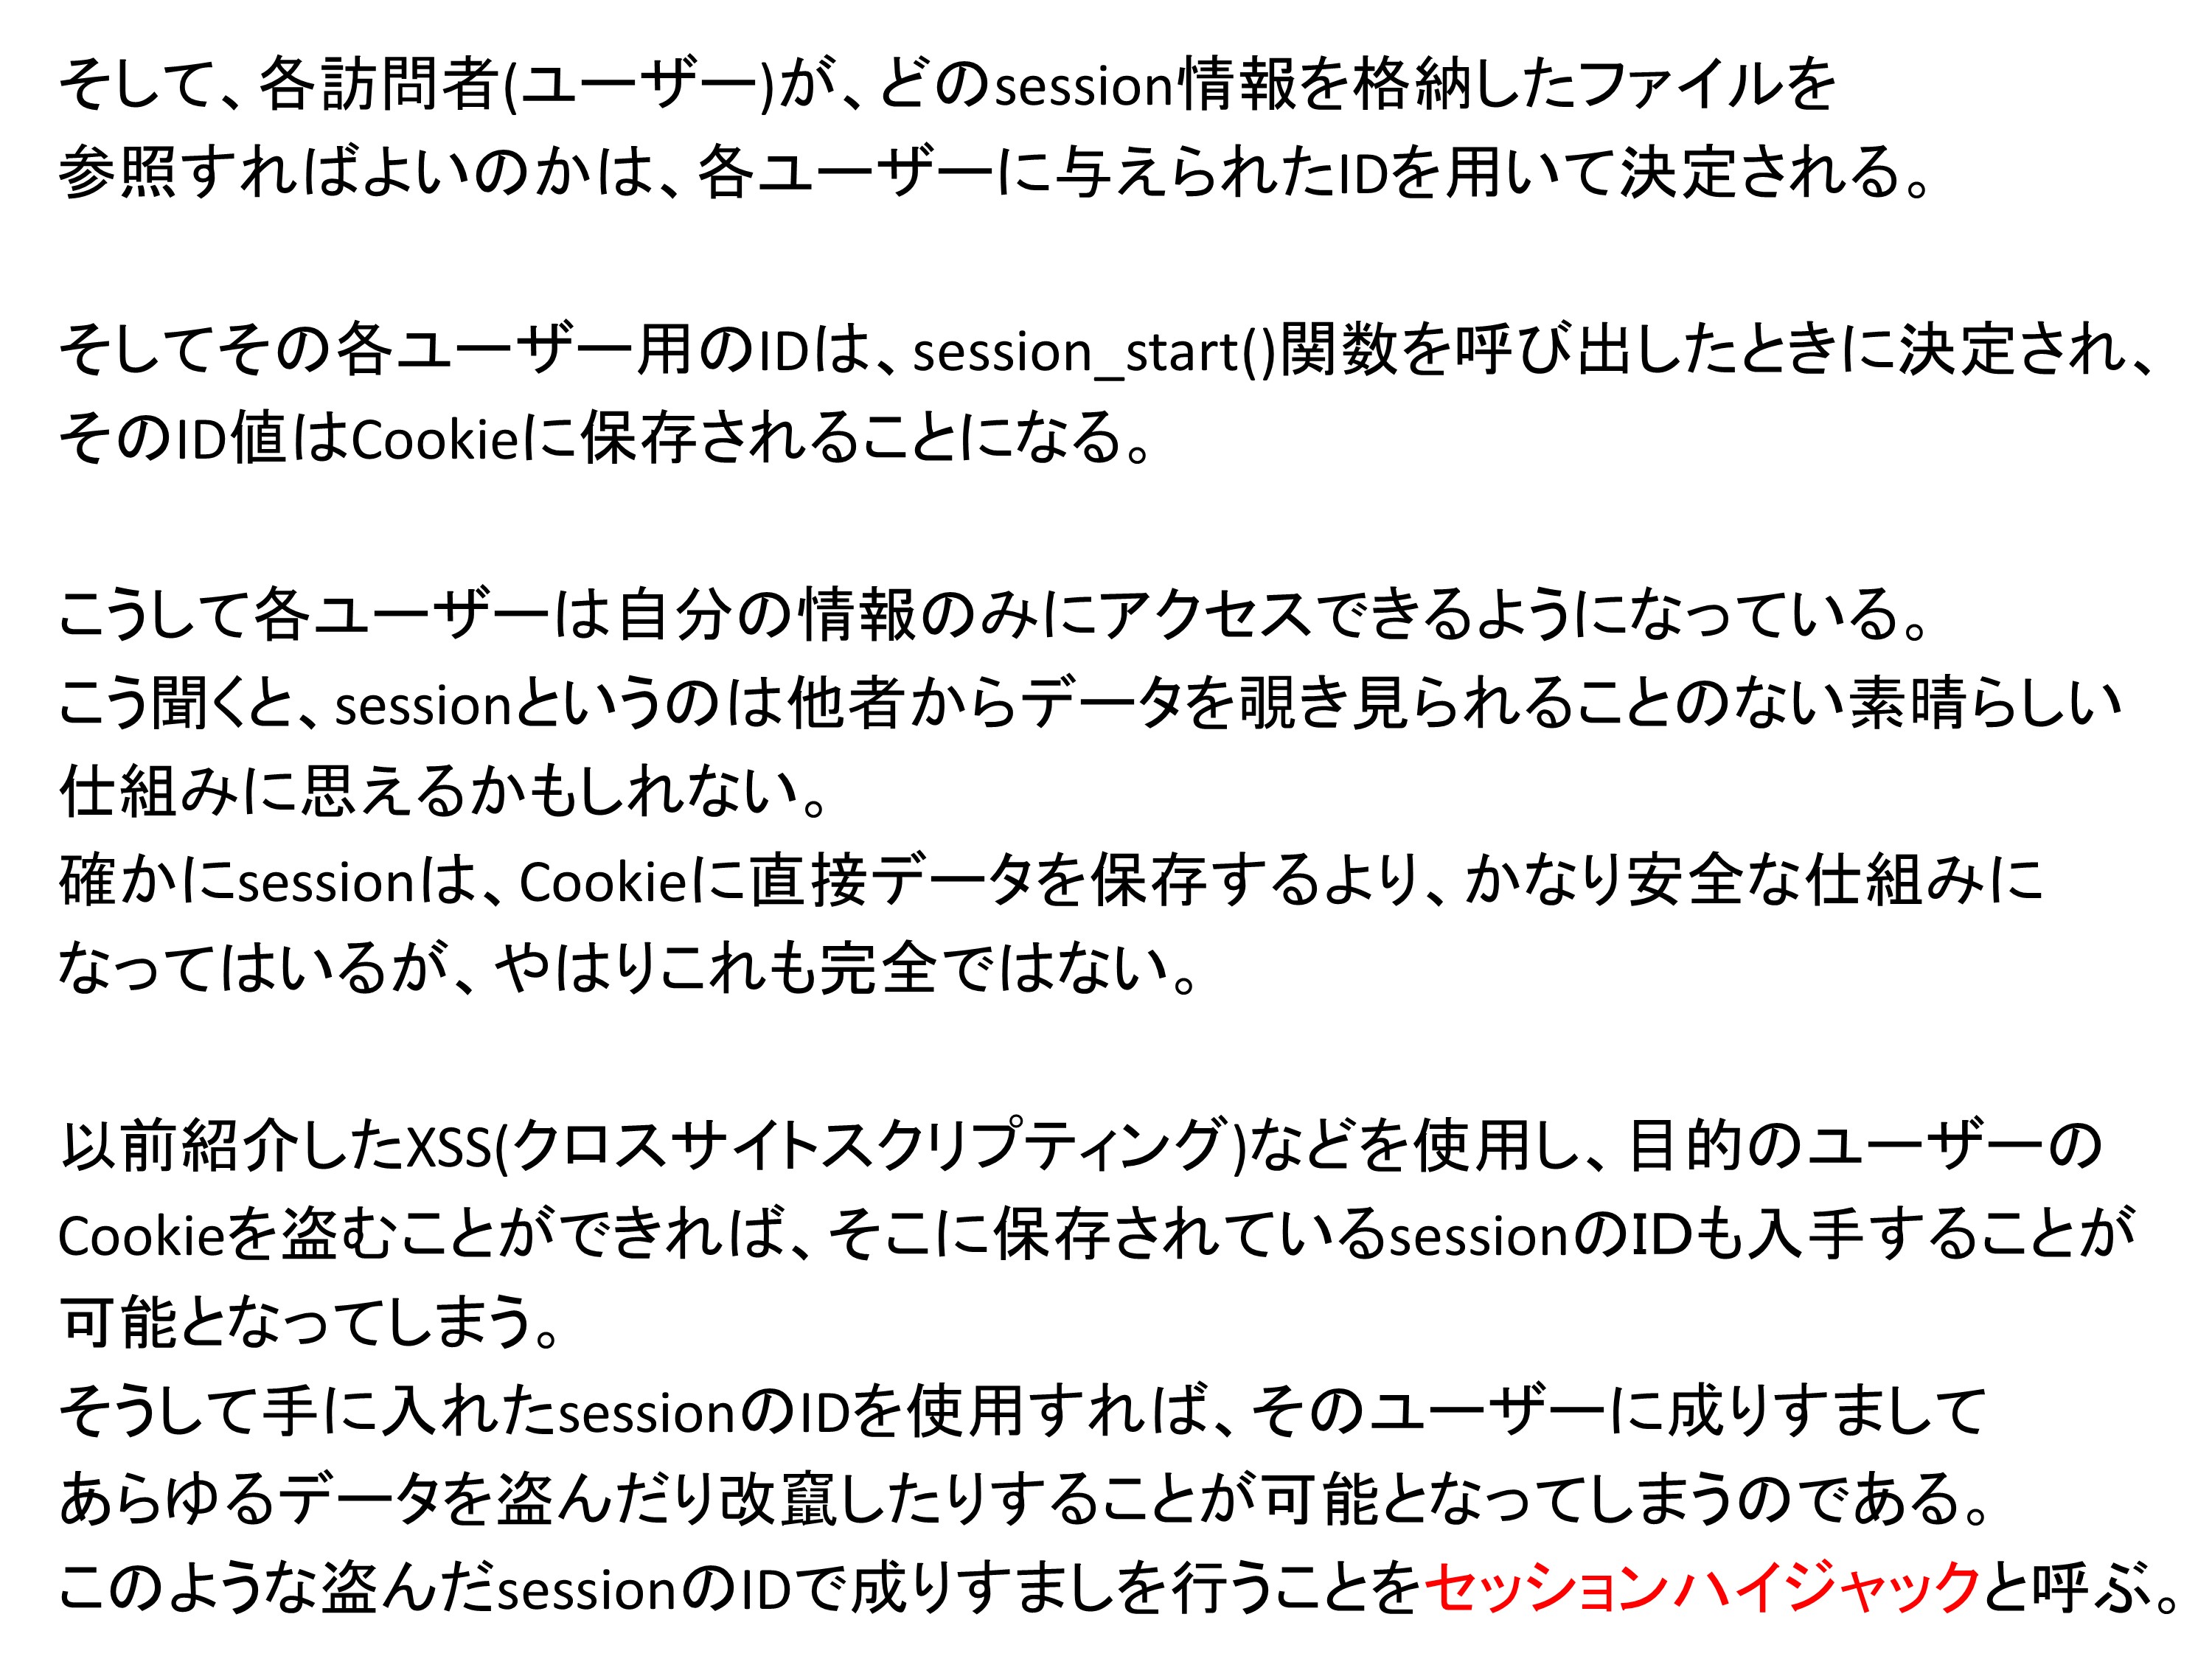 そして、各訪問者(ユーザー)が、どのsession情報を格納したファイルを
参照すればよいのかは、各ユーザーに与えられたIDを用いて決定される。
そしてその各ユーザー用のIDは、session_start()関数を呼び出したときに決定され、
そのID値はCookieに保存されることになる。
こうして各ユーザーは自分の情報のみにアクセスできるようになっている。
こう聞くと、sessionというのは他者からデータを覗き見られることのない素晴らしい
仕組みに思えるかもしれない。
確かにsessionは、Cookieに直接データを保存するより、かなり安全な仕組みに
なってはいるが、やはりこれも完全ではない。
以前紹介したXSS(クロスサイトスクリプティング)などを使用し、目的のユーザーの
Cookieを盗むことができれば、そこに保存されているsessionのIDも入手することが
可能となってしまう。
そうして手に入れたsessionのIDを使用すれば、そのユーザーに成りすまして
あらゆるデータを盗んだり改竄したりすることが可能となってしまうのである。
このような盗んだsessionのIDで成りすましを行うことをセッションハイジャックと呼ぶ。